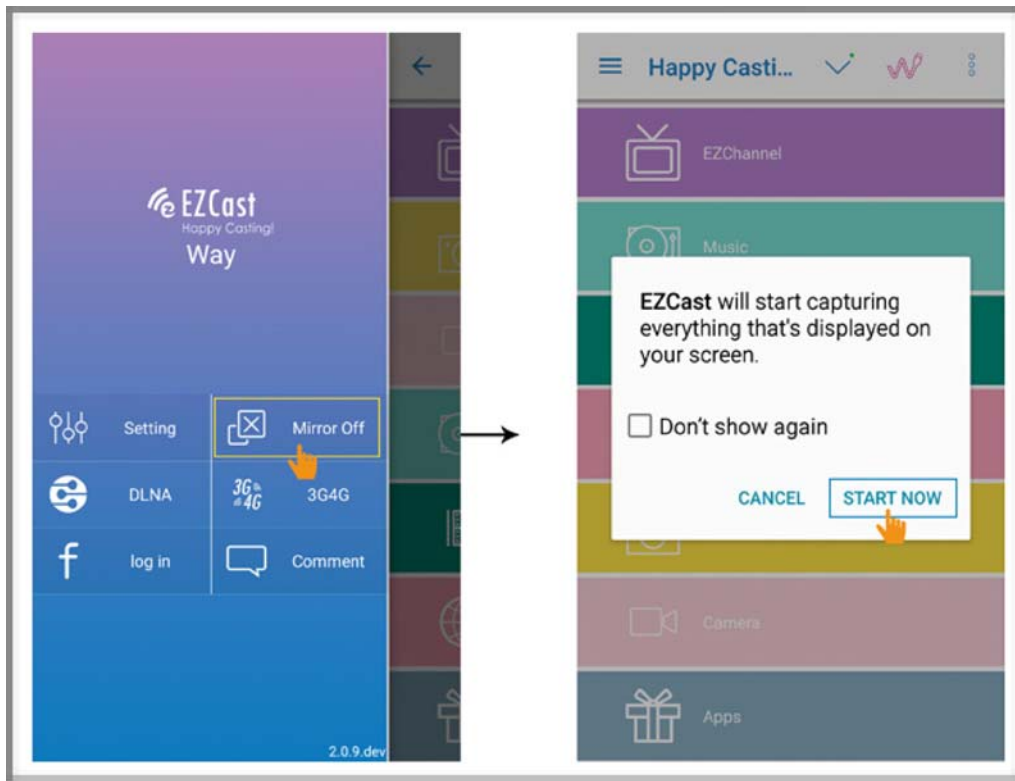 EZCast
Happy Casting!
Way
Setting
Mirror Off
DLNA
3G
4G
3G4G
f
log in
Comment
2.0.9.dev
Happy Casti...
EZChannel
Music
EZCast will start capturing
everything that's displayed on
your screen.
Don't show again
CANCEL
START NOW
Camera
Apps